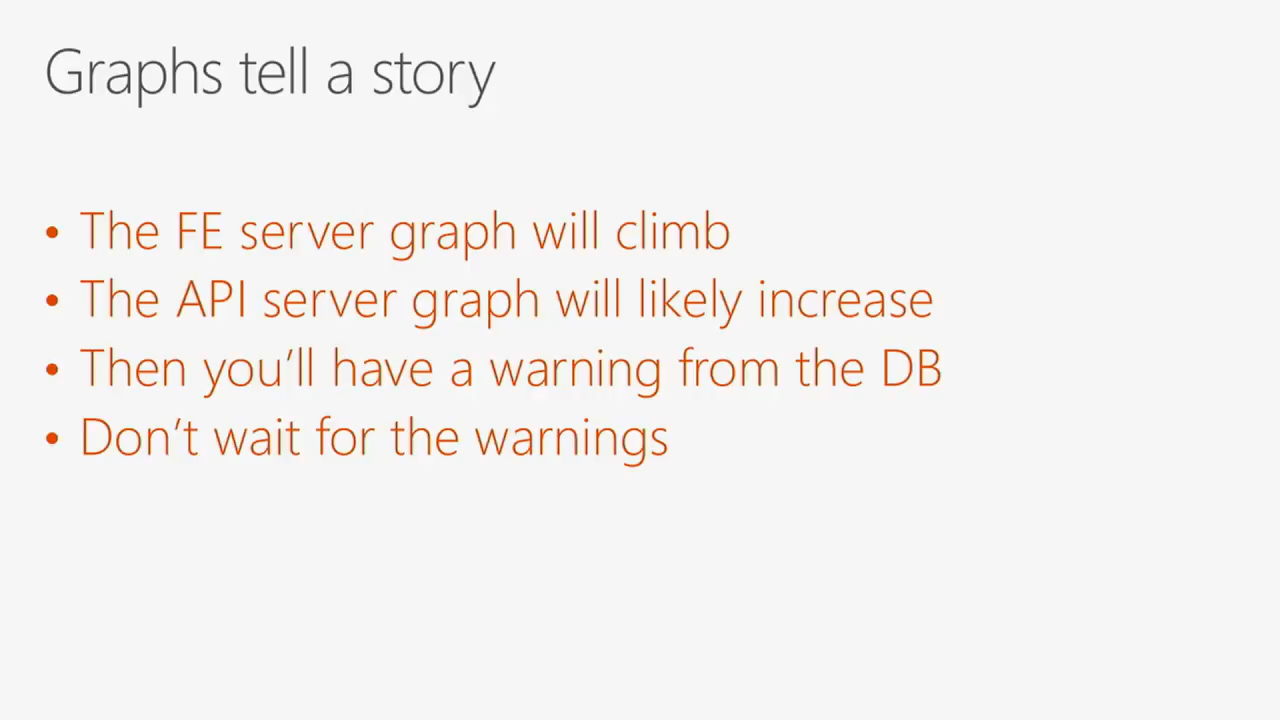 Graphs tell a story
• The FE server graph will climb
• The API server graph will likely increase
• Then you’ll have a warning from the DB
• Don’t wait for the warnings